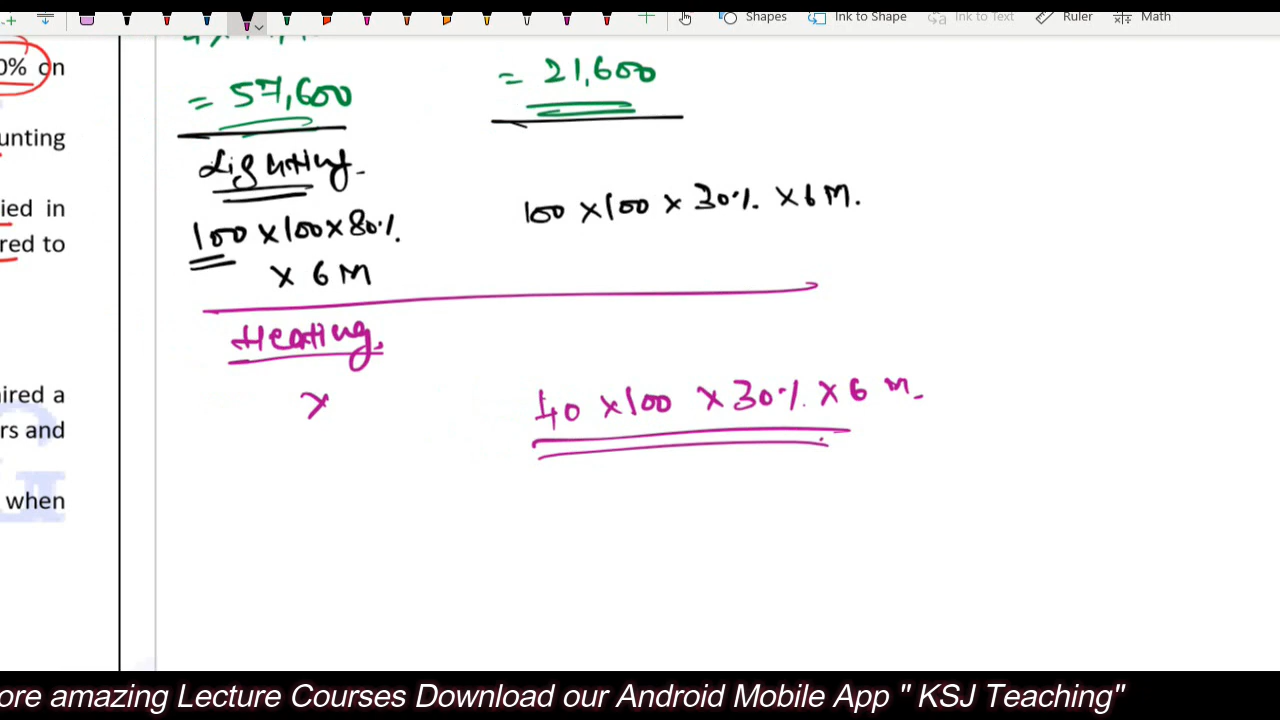 Shapes Ink to Shape Ink to Text Ruler Math
0% on
unting
ied in
red to
ired a
rs and
when
= 57,600
= 21,600
Lighting.
100 x 100 x 80%.
x 6 M
100 x 100 x 30%. x 6 M.
Heating.
x
40 x 100 x 30%. x 6 M.
ore amazing Lecture Courses Download our Android Mobile App " KSJ Teaching"